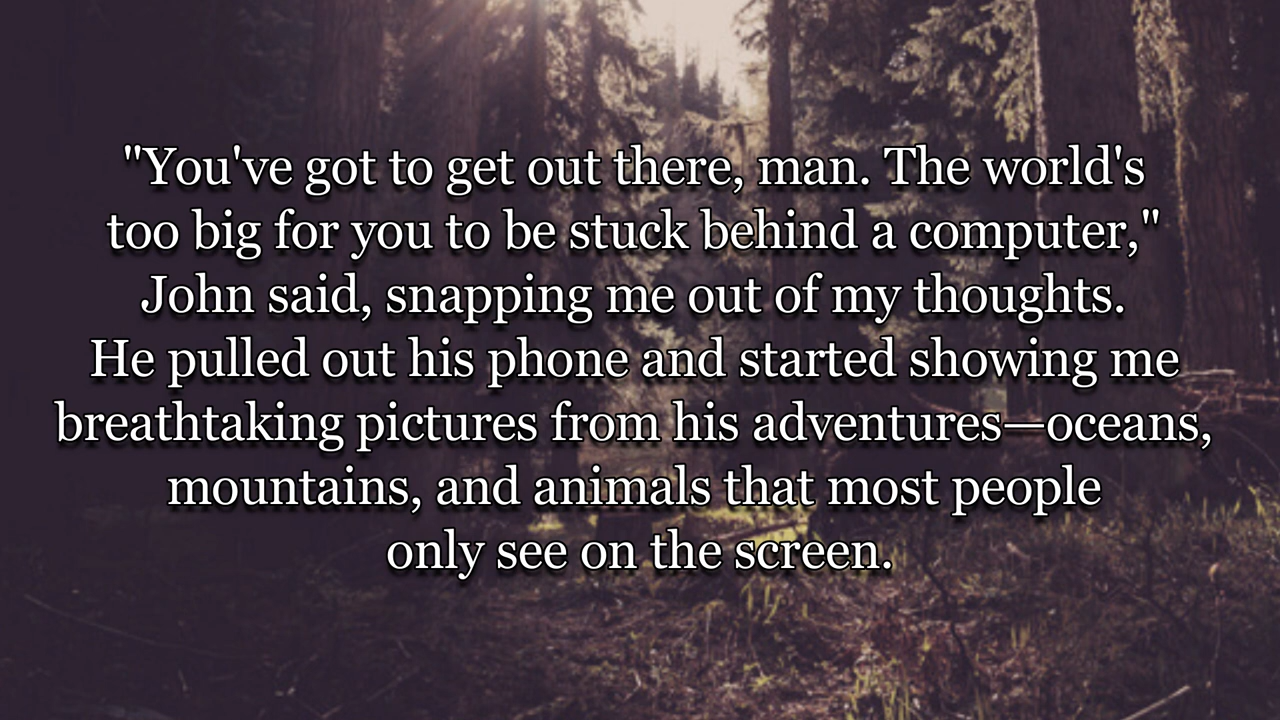 "You've got to get out there, man. The world's
too big for you to be stuck behind a computer,"
John said, snapping me out of my thoughts.
He pulled out his phone and started showing me
breathtaking pictures from his adventures—oceans,
mountains, and animals that most people
only see on the screen.